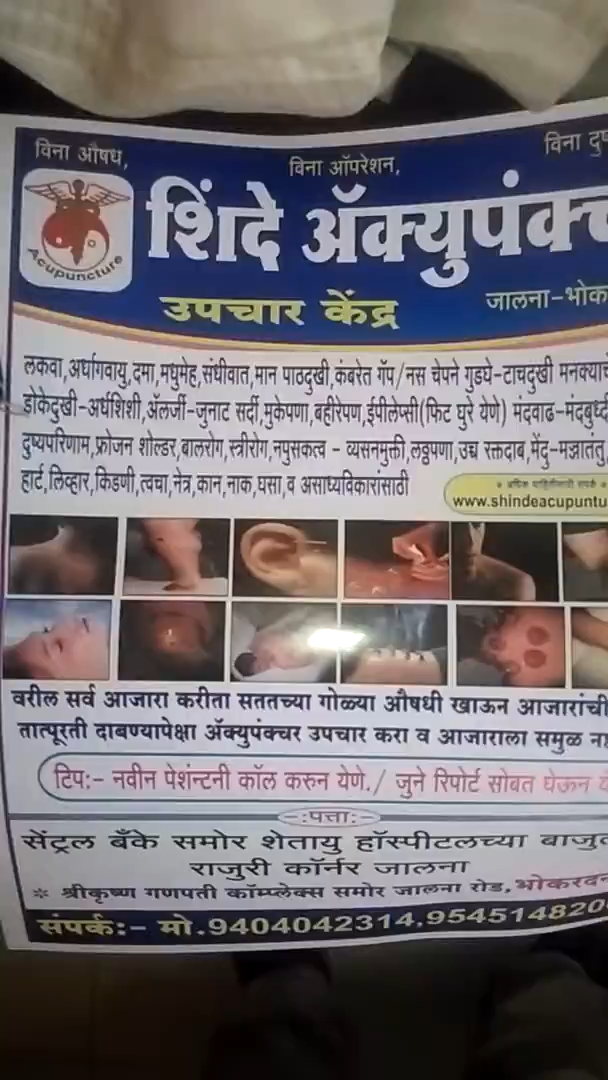 विना औषध,
विना ऑपरेशन,
विना
Acupuncture
शिंदे ॲक्युपंक्च
उपचार केंद्र
जालना-भोक
लकवा,अर्धांगवायु,दमा,मधुमेह,संधीवात,मान पाठदुखी,कंबरेत गॅप/नस चेपने गुडघे-टाचदुखी मनक्याचे
डोकेदुखी-अर्धशिशी,ॲलर्जी-जुनाट सर्दी,मुकेपणा,बहीरेपण,ईपीलेप्सी(फिट घुरे येणे) मंदवाढ-मंदबुध्द
दुष्यपरिणाम,फ्रोजन शोल्डर,बालरोग,स्त्रीरोग,नपुसकत्व - व्यसनमुक्ती,लठ्ठपणा,उच्च रक्तदाब,मेंदु-मज्जातंतु,
हार्ट,लिव्हार,किडणी,त्वचा,नेत्र,कान,नाक,घसा,व असाध्यविकारांसाठी
www.shindeacupuntu
वरील सर्व आजारा करीता सततच्या गोळ्या औषधी खाऊन आजारांची
तात्पूरती दाबण्यापेक्षा ॲक्युपंक्चर उपचार करा व आजाराला समुळ
टिप:- नवीन पेशंन्टनी कॉल करुन येणे./ जुने रिपोर्ट सोबत घेऊन
-:पत्ता:-
सेंट्रल बँके समोर शेतायु हॉस्पीटलच्या बाजुला
राजुरी कॉर्नर जालना
* श्रीकृष्ण गणपती कॉम्प्लेक्स समोर जालना रोड,भोकरदन
संपर्क:- मो.9404042314,954514820